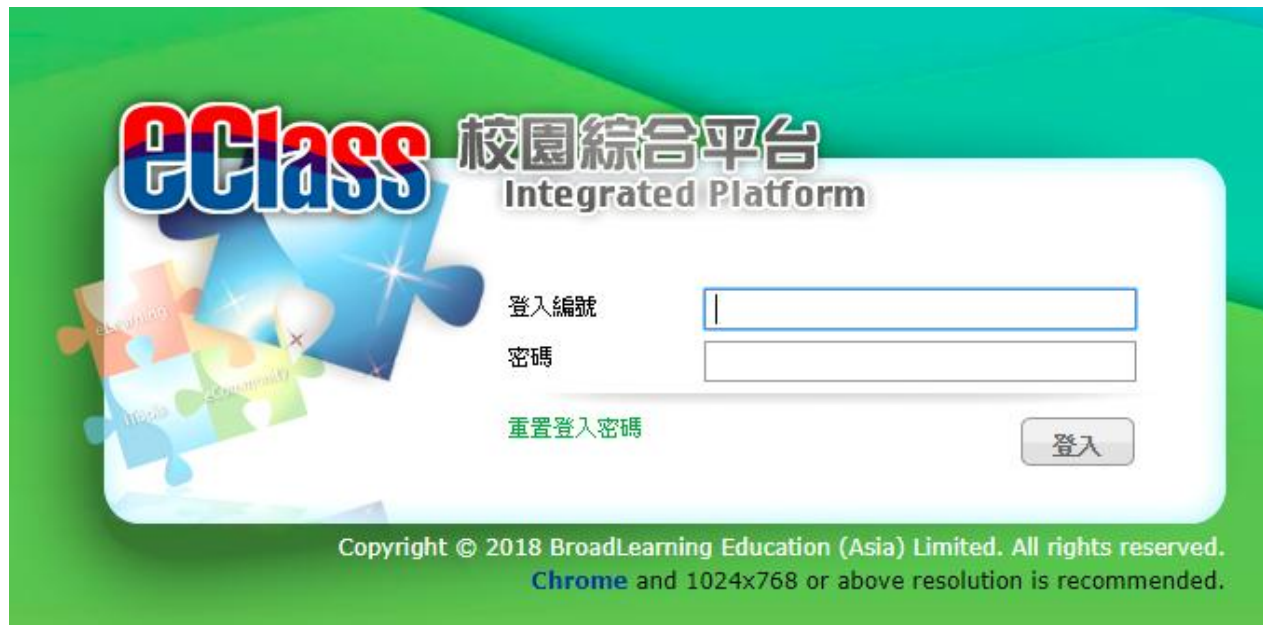 eClass 校園綜合平台
Integrated Platform
eLearning
eCommunity
登入編號
密碼
重置登入密碼
登入
Copyright © 2018 BroadLearning Education (Asia) Limited. All rights reserved.
Chrome and 1024x768 or above resolution is recommended.